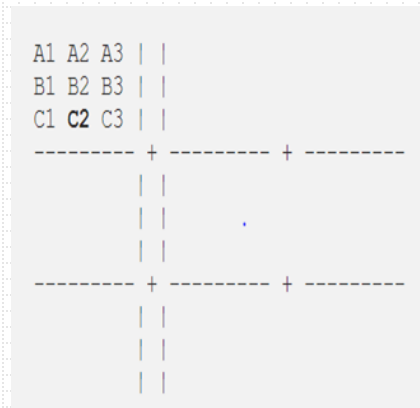 A1 A2 A3 | |
B1 B2 B3 | |
C1 C2 C3 | |
--------- + --------- + ---------
| |
| |
| |
--------- + --------- + ---------
| |
| |
| |